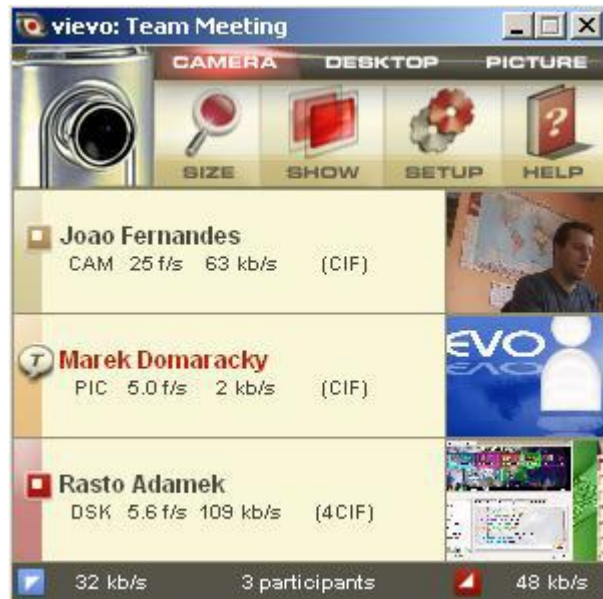 vievo: Team Meeting
CAMERA DESKTOP PICTURE
SIZE SHOW SETUP HELP
Joao Fernandes
CAM 25 f/s 63 kb/s (CIF)
EVO
T Marek Domaracky
PIC 5.0 f/s 2 kb/s (CIF)
Rasto Adamek
DSK 5.6 f/s 109 kb/s (4CIF)
32 kb/s 3 participants 48 kb/s